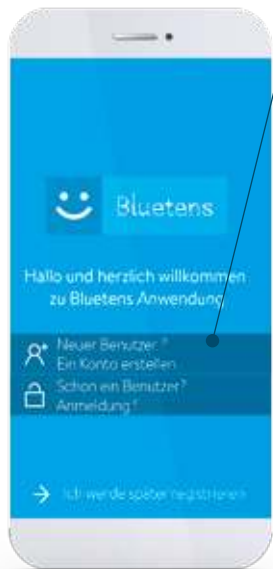 Bluetens
Hallo und herzlich willkommen
zu Bluetens Anwendung
Neuer Benutzer ?
Ein Konto erstellen
Schon ein Benutzer?
Anmeldung !
Ich werde später registrieren